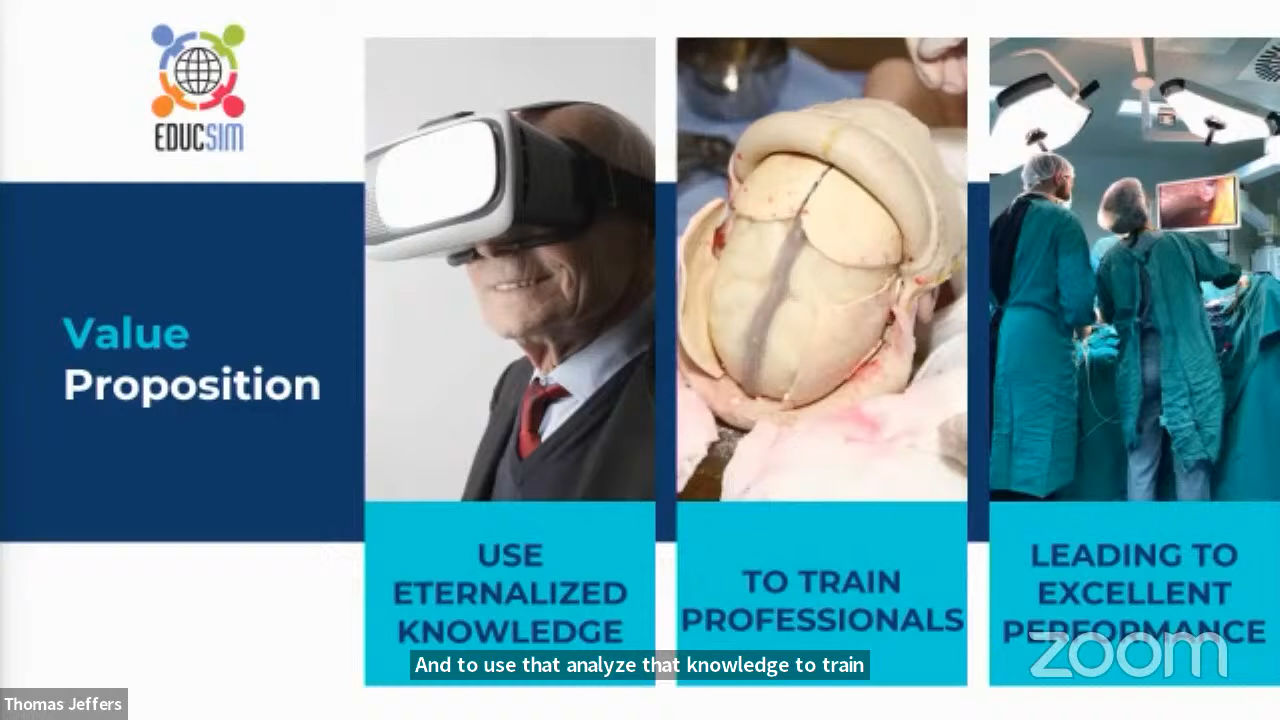 EDUCSIM
Value
Proposition
USE
ETERNALIZED
KNOWLEDGE
TO TRAIN
PROFESSIONALS
LEADING TO
EXCELLENT
PERFORMANCE
zoom
And to use that analyze that knowledge to train
Thomas Jeffers